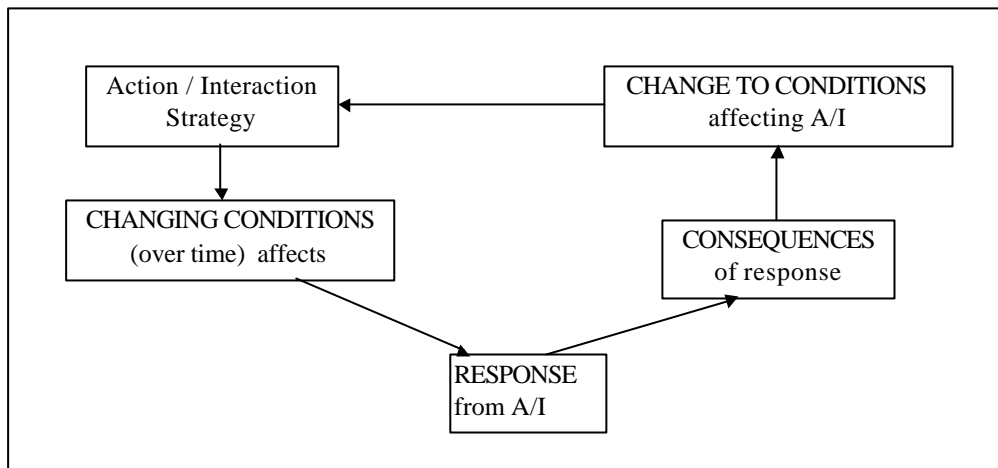 Action / Interaction
Strategy
CHANGE TO CONDITIONS
affecting A/I
CHANGING CONDITIONS
(over time) affects
CONSEQUENCES
of response
RESPONSE
from A/I